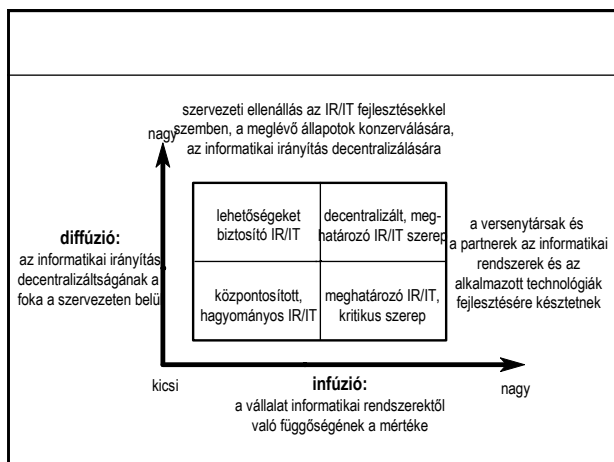 szervezeti ellenállás az IR/IT fejlesztésekkel
nagy szemben, a meglévő állapotok konzerválására,
az informatikai irányítás decentralizálására
lehetőségeket
biztosító IR/IT
decentralizált, meg-
határozó IR/IT szerep
diffúzió:
az informatikai irányítás
decentralizáltságának a
foka a szervezeten belü
a versenytársak és
a partnerek az informatikai
rendszerek és az
alkalmazott technológiák
fejlesztésére késztetnek
központosított,
hagyományos IR/IT
meghatározó IR/IT,
kritikus szerep
kicsi
infúzió:
nagy
a vállalat informatikai rendszerektől
való függőségének a mértéke